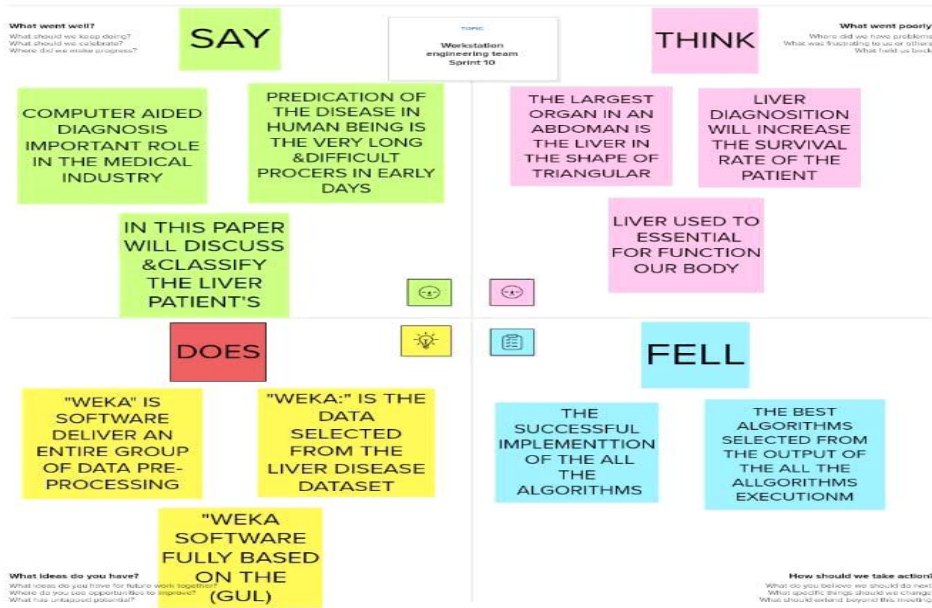 What went well?
What should we keep doing?
What should we celebrate?
Where did we make progress?
SAY
TOPIC
Workstation
engineering team
Sprint 10
THINK
What went poorly
Where did we have problems
What was frustrating to us or others
What held us back
COMPUTER AIDED
DIAGNOSIS
IMPORTANT ROLE
IN THE MEDICAL
INDUSTRY
PREDICATION OF
THE DISEASE IN
HUMAN BEING IS
THE VERY LONG
&DIFFICULT
PROCERS IN EARLY
DAYS
IN THIS PAPER
WILL DISCUSS
&CLASSIFY
THE LIVER
PATIENT'S
THE LARGEST
ORGAN IN AN
ABDOMAN IS
THE LIVER IN
THE SHAPE OF
TRIANGULAR
LIVER
DIAGNOSITION
WILL INCREASE
THE SURVIVAL
RATE OF THE
PATIENT
LIVER USED TO
ESSENTIAL
FOR FUNCTION
OUR BODY
DOES
"WEKA" IS
SOFTWARE
DELIVER AN
ENTIRE GROUP
OF DATA PRE-
PROCESSING
"WEKA:" IS THE
DATA
SELECTED
FROM THE
LIVER DISEASE
DATASET
"WEKA
SOFTWARE
FULLY BASED
ON THE
(GUL)
What ideas do you have?
What ideas do you have for future work together?
Where do you see opportunities to improve?
What has untapped potential?
FELL
THE
SUCCESSFUL
IMPLEMENTTION
OF THE ALL
THE
ALGORITHMS
THE BEST
ALGORITHMS
SELECTED FROM
THE OUTPUT OF
THE ALL THE
ALLGORITHMS
EXECUTIONM
How should we take action?
What do you believe we should do next
What specific things should we change
What should extend beyond this meeting